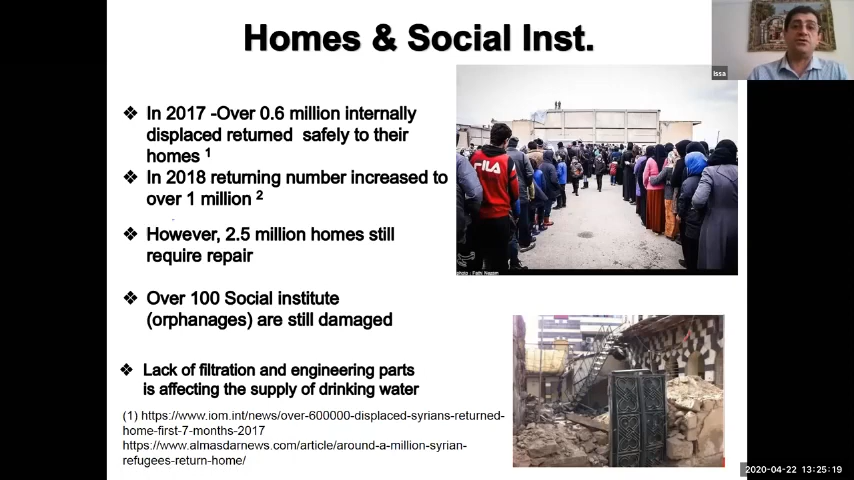 Homes & Social Inst.
Issa
❖ In 2017 -Over 0.6 million internally
displaced returned safely to their
homes 1
❖ In 2018 returning number increased to
over 1 million 2
❖ However, 2.5 million homes still
require repair
❖ Over 100 Social institute
(orphanages) are still damaged
❖ Lack of filtration and engineering parts
is affecting the supply of drinking water
(1) https://www.iom.int/news/over-600000-displaced-syrians-returned-
home-first-7-months-2017
https://www.almasdarnews.com/article/around-a-million-syrian-
refugees-return-home/
FILA
photo : Fathi Nezam
2020-04-22 13:25:19